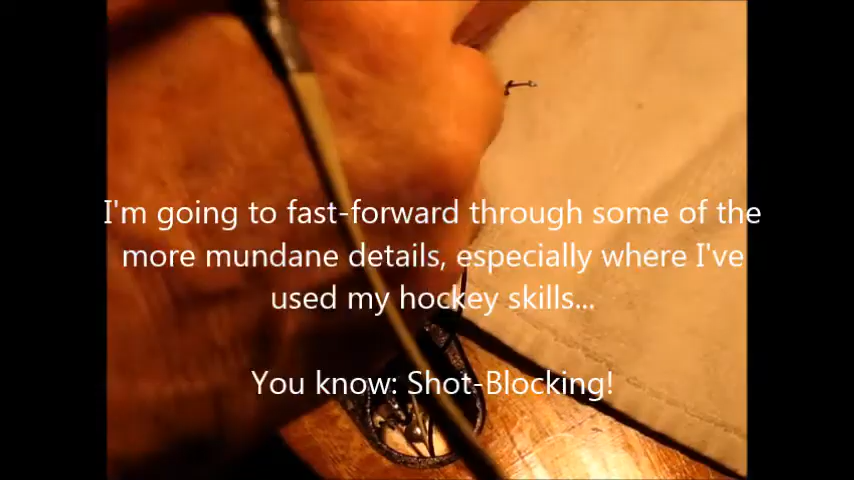 I'm going to fast-forward through some of the
more mundane details, especially where I've
used my hockey skills...
You know: Shot-Blocking!